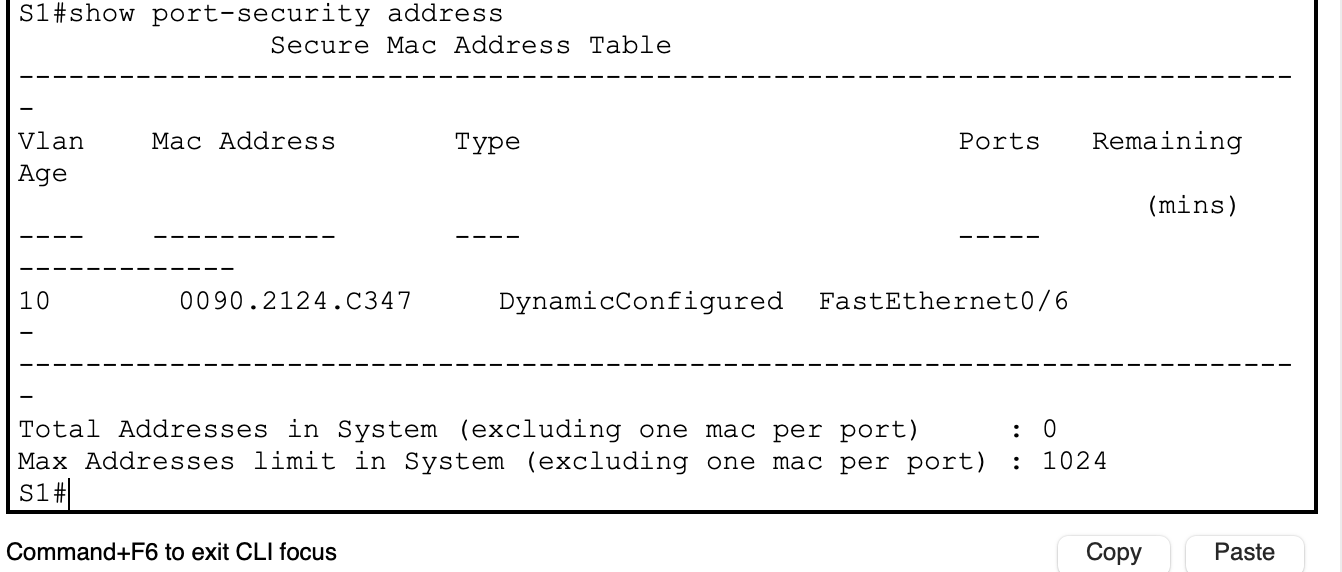 S1#show port-security address
Secure Mac Address Table
----------------------------------------------------------------------------
-
Vlan Mac Address Type Ports Remaining
Age
(mins)
---- ----------- ---- -----
-------------
10 0090.2124.C347 DynamicConfigured FastEthernet0/6
-
----------------------------------------------------------------------------
-
Total Addresses in System (excluding one mac per port) : 0
Max Addresses limit in System (excluding one mac per port) : 1024
S1#
Command+F6 to exit CLI focus
Copy Paste